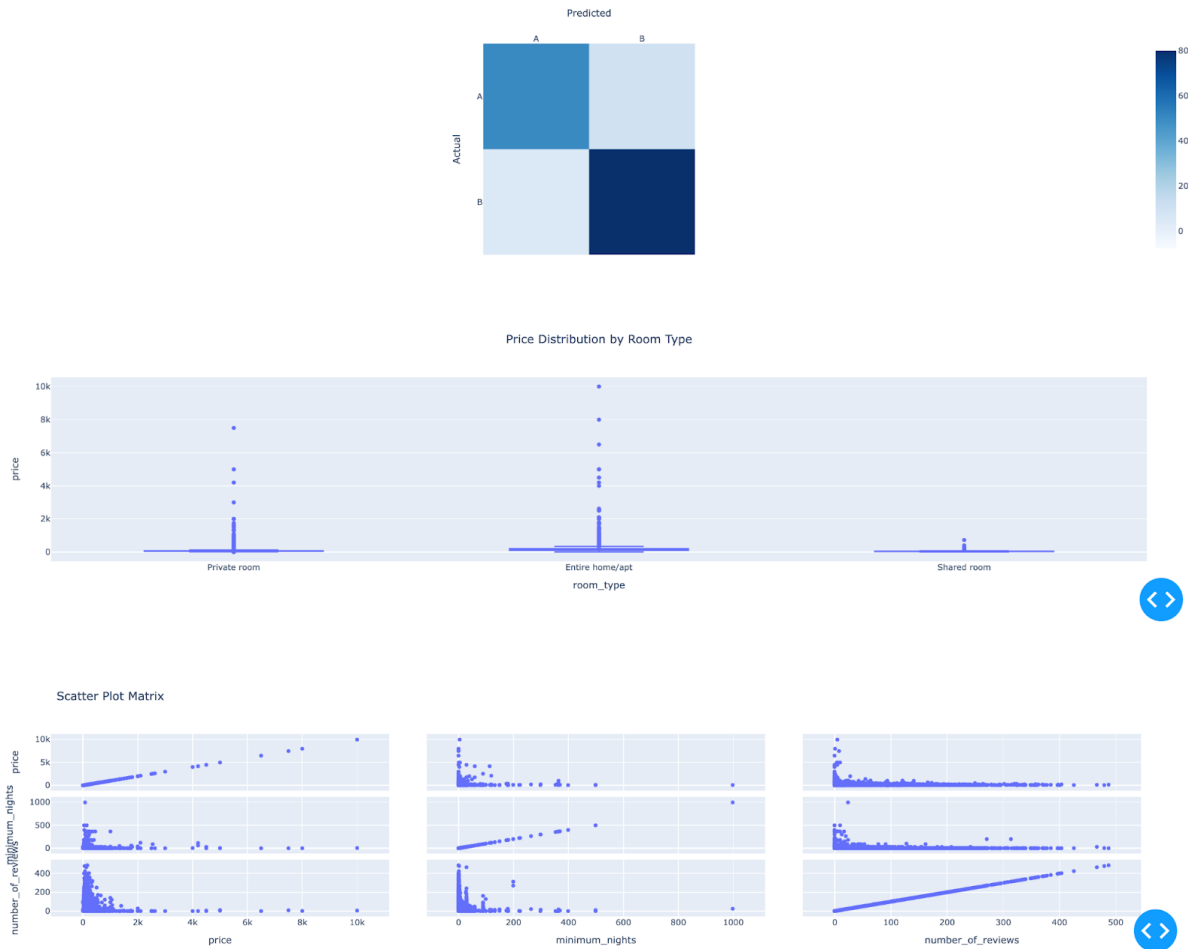 Predicted
A B
A
B
Actual
80
60
40
20
0
Price Distribution by Room Type
10k
8k
6k
4k
2k
0
price
Private room Entire home/apt Shared room
room_type
Scatter Plot Matrix
10k
5k
0
price
1000
500
0
minimum_nights
400
200
0
number_of_reviews
0 2k 4k 6k 8k 10k
0 200 400 600 800 1000
0 100 200 300 400 500
price minimum_nights number_of_reviews